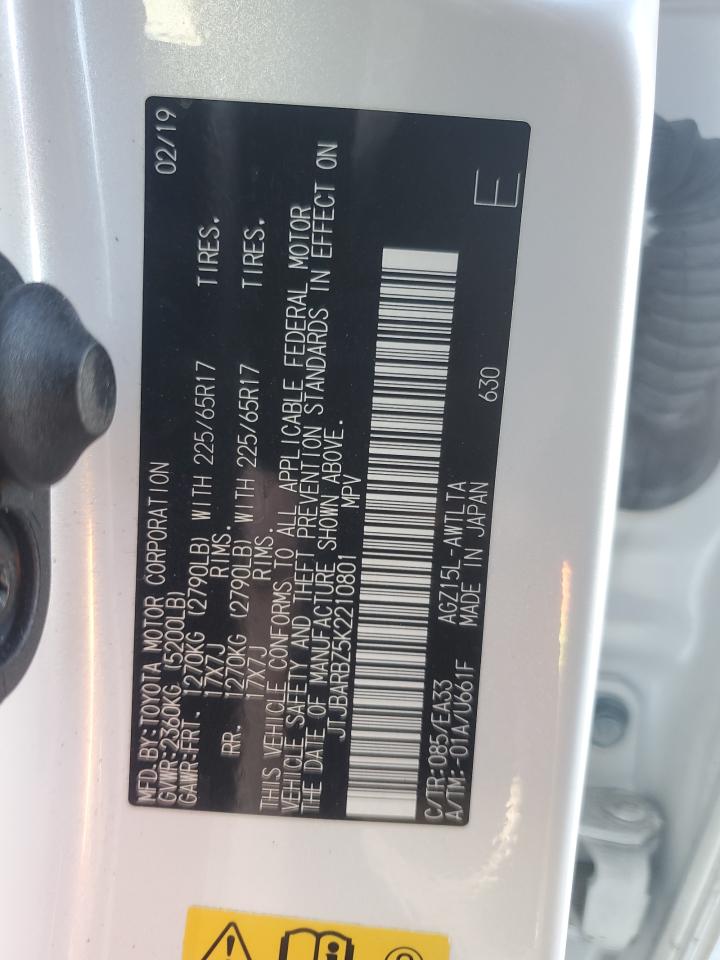 MFD.BY:TOYOTA MOTOR CORPORATION 02/19
GVWR:2360KG (5200LB)
GAWR:FRT. 1270KG (2790LB) WITH 225/65R17 TIRES.
17X7J RIMS.
RR. 1270KG (2790LB) WITH 225/65R17 TIRES.
17X7J RIMS.
THIS VEHICLE CONFORMS TO ALL APPLICABLE FEDERAL MOTOR
VEHICLE SAFETY AND THEFT PREVENTION STANDARDS IN EFFECT ON
THE DATE OF MANUFACTURE SHOWN ABOVE.
JTJBARBZ5K2210801 MPV
C/TR:085/EA33 AGZ15L-AWTLTA
A/TM:-01A/U661F MADE IN JAPAN 630 E